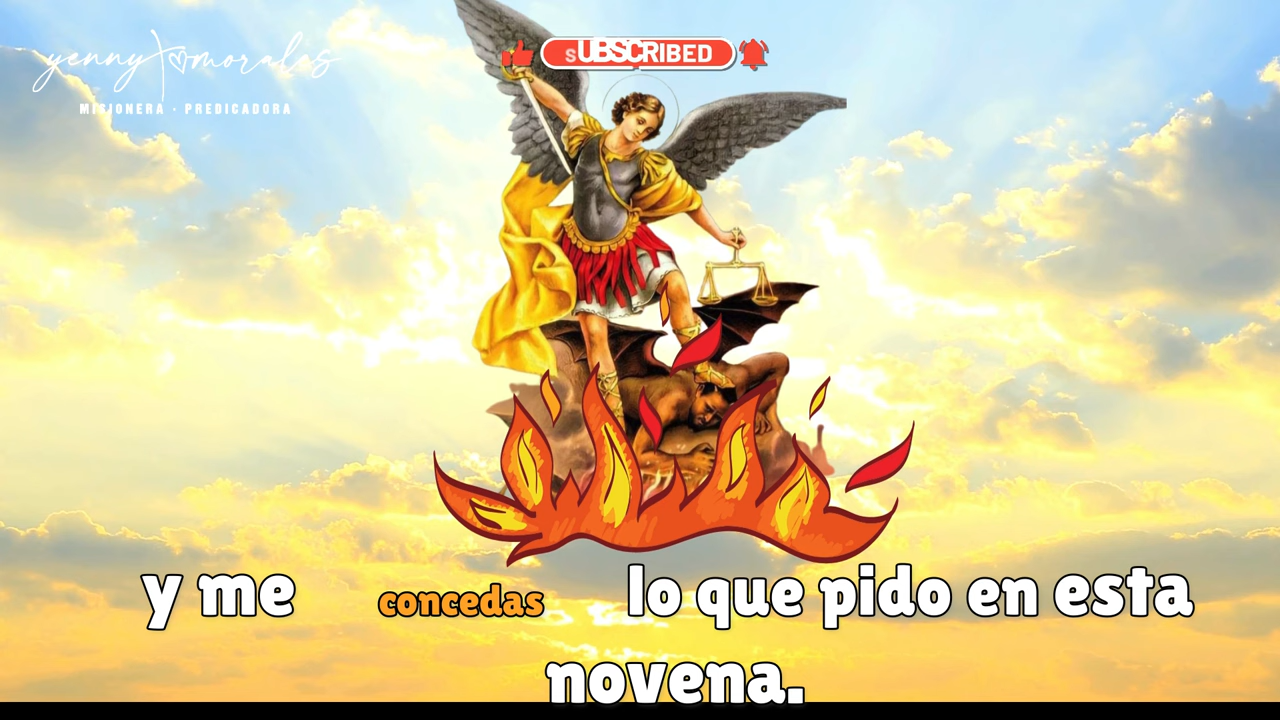 yenny morales
MISIONERA · PREDICADORA
SUBSCRIBED
y me concedas lo que pido en esta
novena.